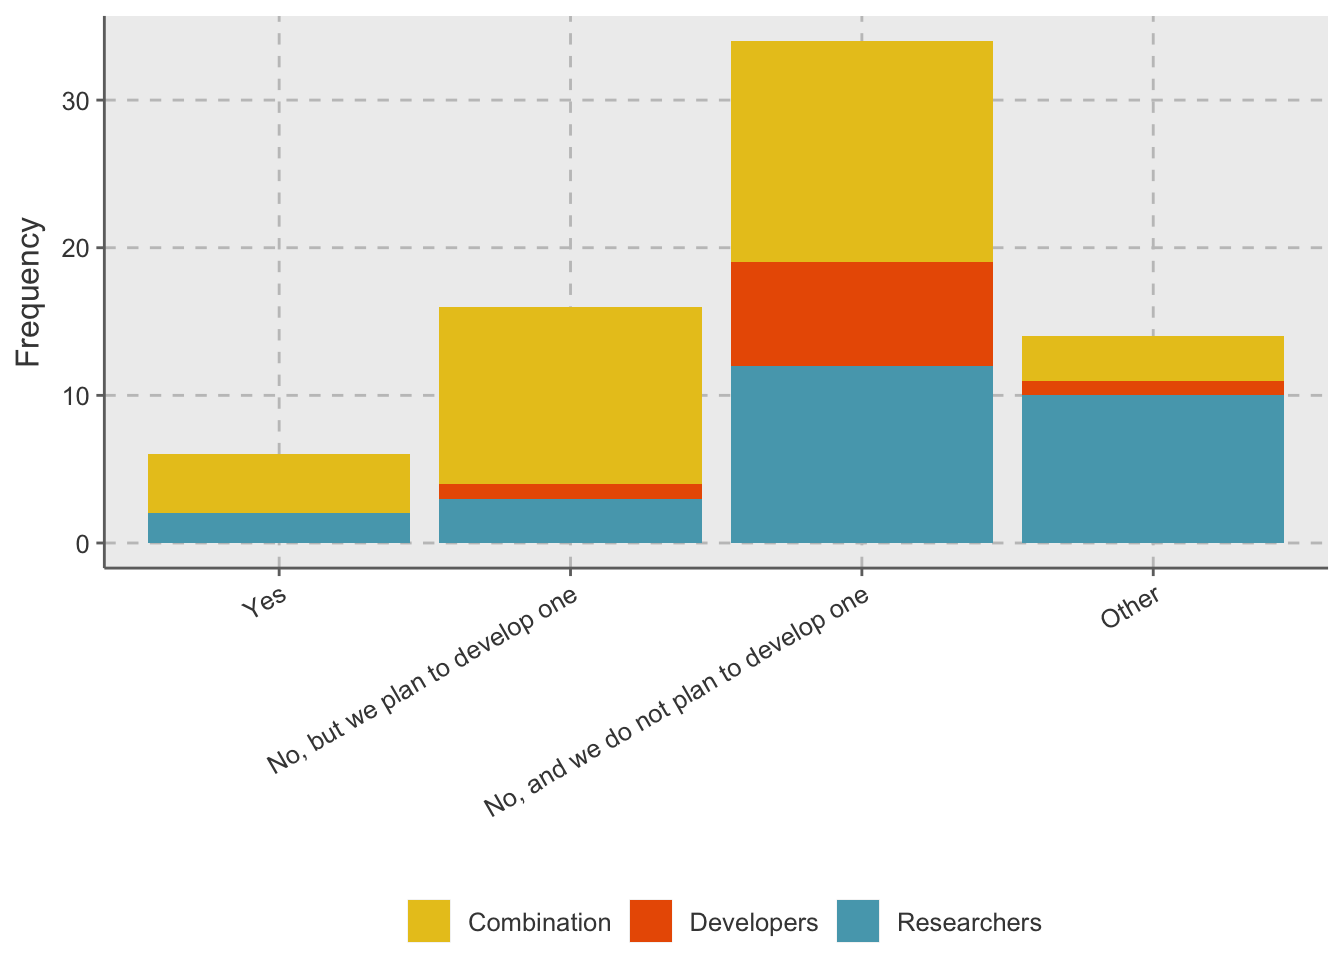 Frequency
30
20
10
0
Yes
No, but we plan to develop one
No, and we do not plan to develop one
Other
Combination
Developers
Researchers